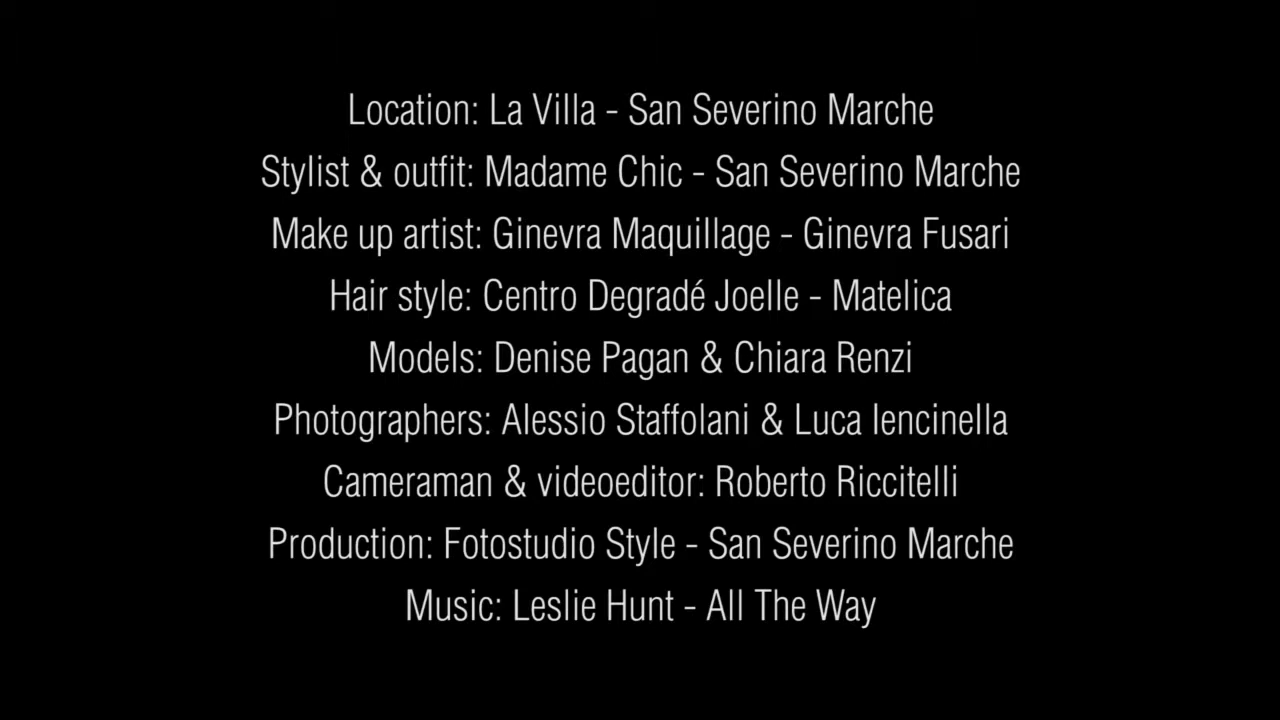 Location: La Villa - San Severino Marche
Stylist & outfit: Madame Chic - San Severino Marche
Make up artist: Ginevra Maquillage - Ginevra Fusari
Hair style: Centro Degradé Joelle - Matelica
Models: Denise Pagan & Chiara Renzi
Photographers: Alessio Staffolani & Luca Iencinella
Cameraman & videoeditor: Roberto Riccitelli
Production: Fotostudio Style - San Severino Marche
Music: Leslie Hunt - All The Way